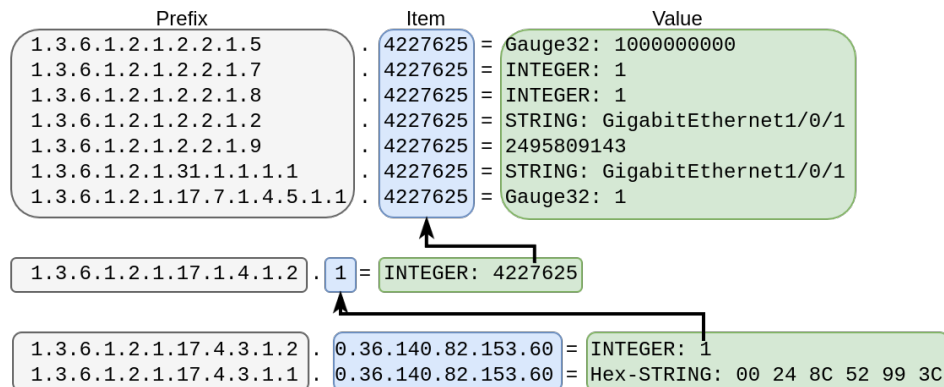 Prefix Item Value
1.3.6.1.2.1.2.2.1.5 . 4227625 = Gauge32: 1000000000
1.3.6.1.2.1.2.2.1.7 . 4227625 = INTEGER: 1
1.3.6.1.2.1.2.2.1.8 . 4227625 = INTEGER: 1
1.3.6.1.2.1.2.2.1.2 . 4227625 = STRING: GigabitEthernet1/0/1
1.3.6.1.2.1.2.2.1.9 . 4227625 = 2495809143
1.3.6.1.2.1.31.1.1.1.1 . 4227625 = STRING: GigabitEthernet1/0/1
1.3.6.1.2.1.17.7.1.4.5.1.1 . 4227625 = Gauge32: 1
1.3.6.1.2.1.17.1.4.1.2 . 1 = INTEGER: 4227625
1.3.6.1.2.1.17.4.3.1.2 . 0.36.140.82.153.60 = INTEGER: 1
1.3.6.1.2.1.17.4.3.1.1 . 0.36.140.82.153.60 = Hex-STRING: 00 24 8C 52 99 3C